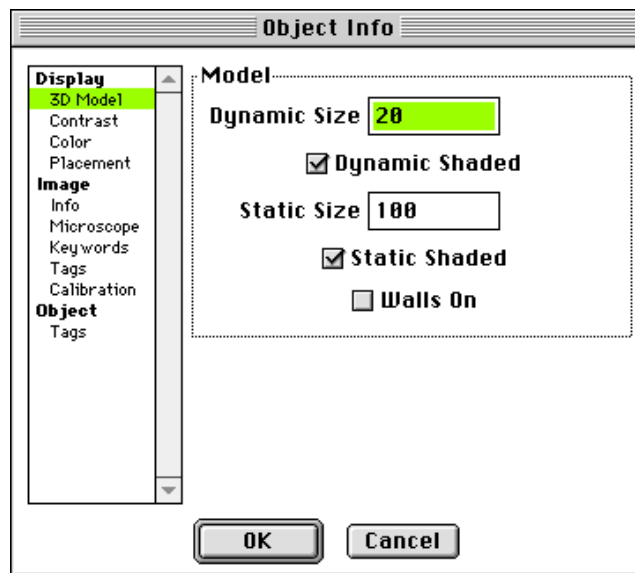 Object Info
Display
3D Model
Contrast
Color
Placement
Image
Info
Microscope
Keywords
Tags
Calibration
Object
Tags
Model
Dynamic Size 20
Dynamic Shaded
Static Size 100
Static Shaded
Walls On
OK
Cancel